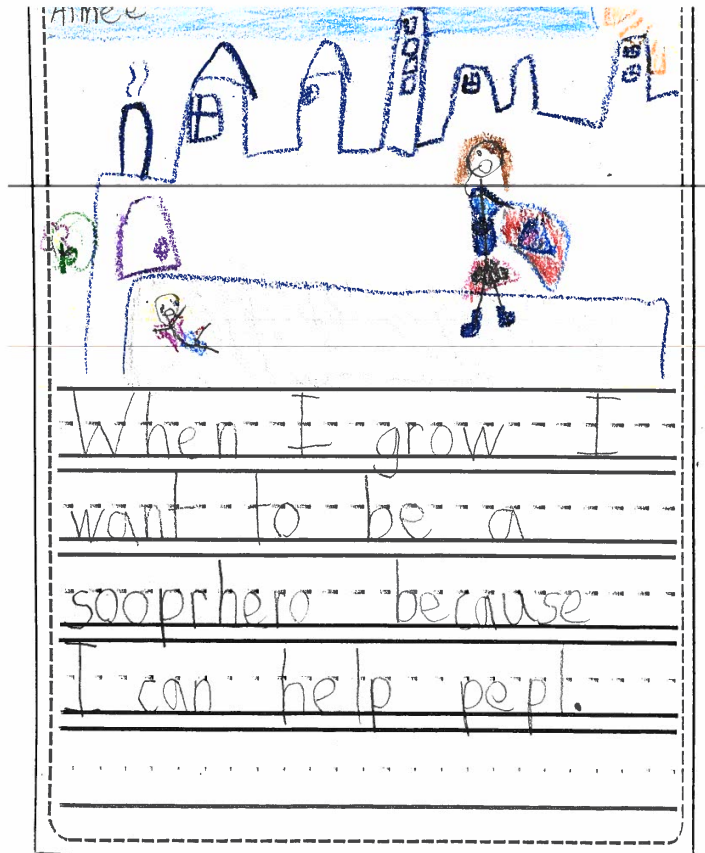 Aimee
When I grow I
want to be a
sooprhero because
I can help pepl.